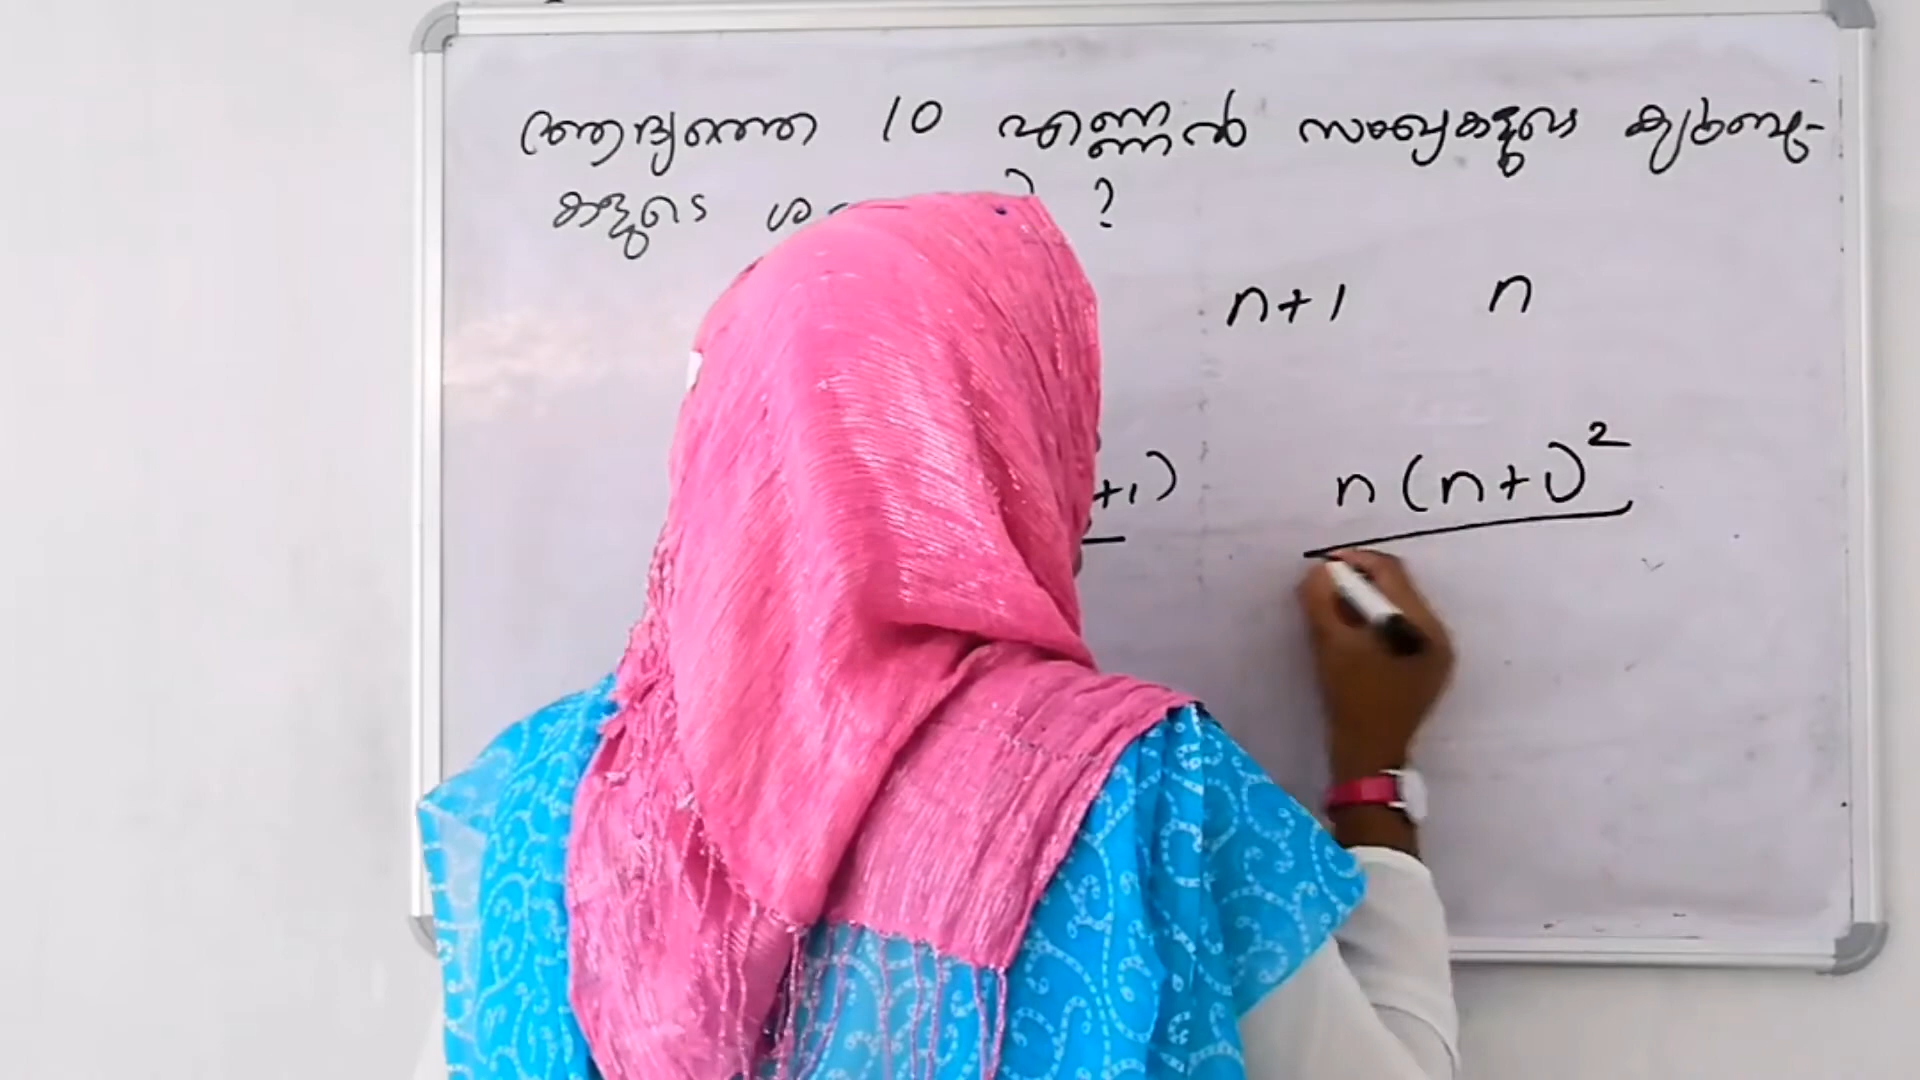 ആദ്യത്തെ 10 എണ്ണൽ സംഖ്യകളുടെ ക്യൂബു-
കളുടെ ?
n+1 n
+1) n(n+1)²